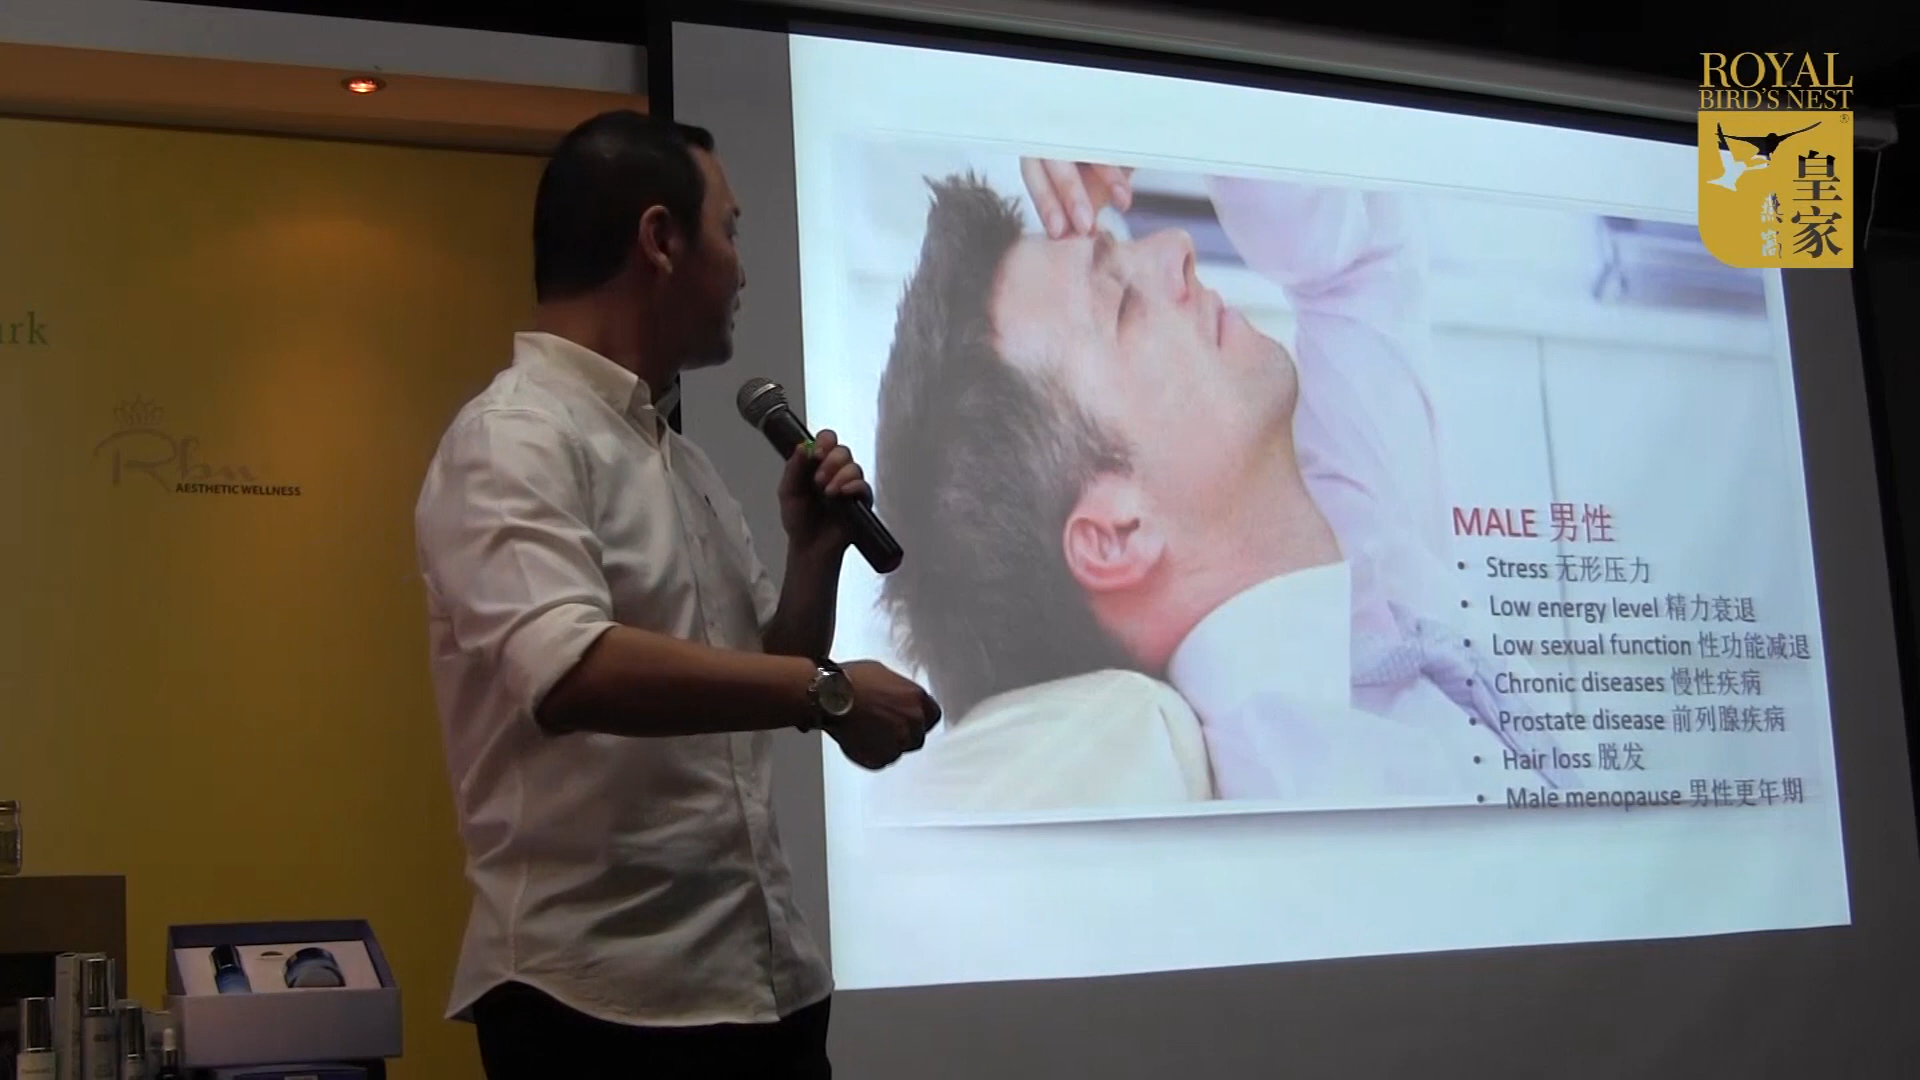 ROYAL
BIRD'S NEST
®
皇家
燕窝
Rbn
AESTHETIC WELLNESS
MALE 男性
• Stress 无形压力
• Low energy level 精力衰退
• Low sexual function 性功能减退
• Chronic diseases 慢性疾病
• Prostate disease 前列腺疾病
• Hair loss 脱发
• Male menopause 男性更年期